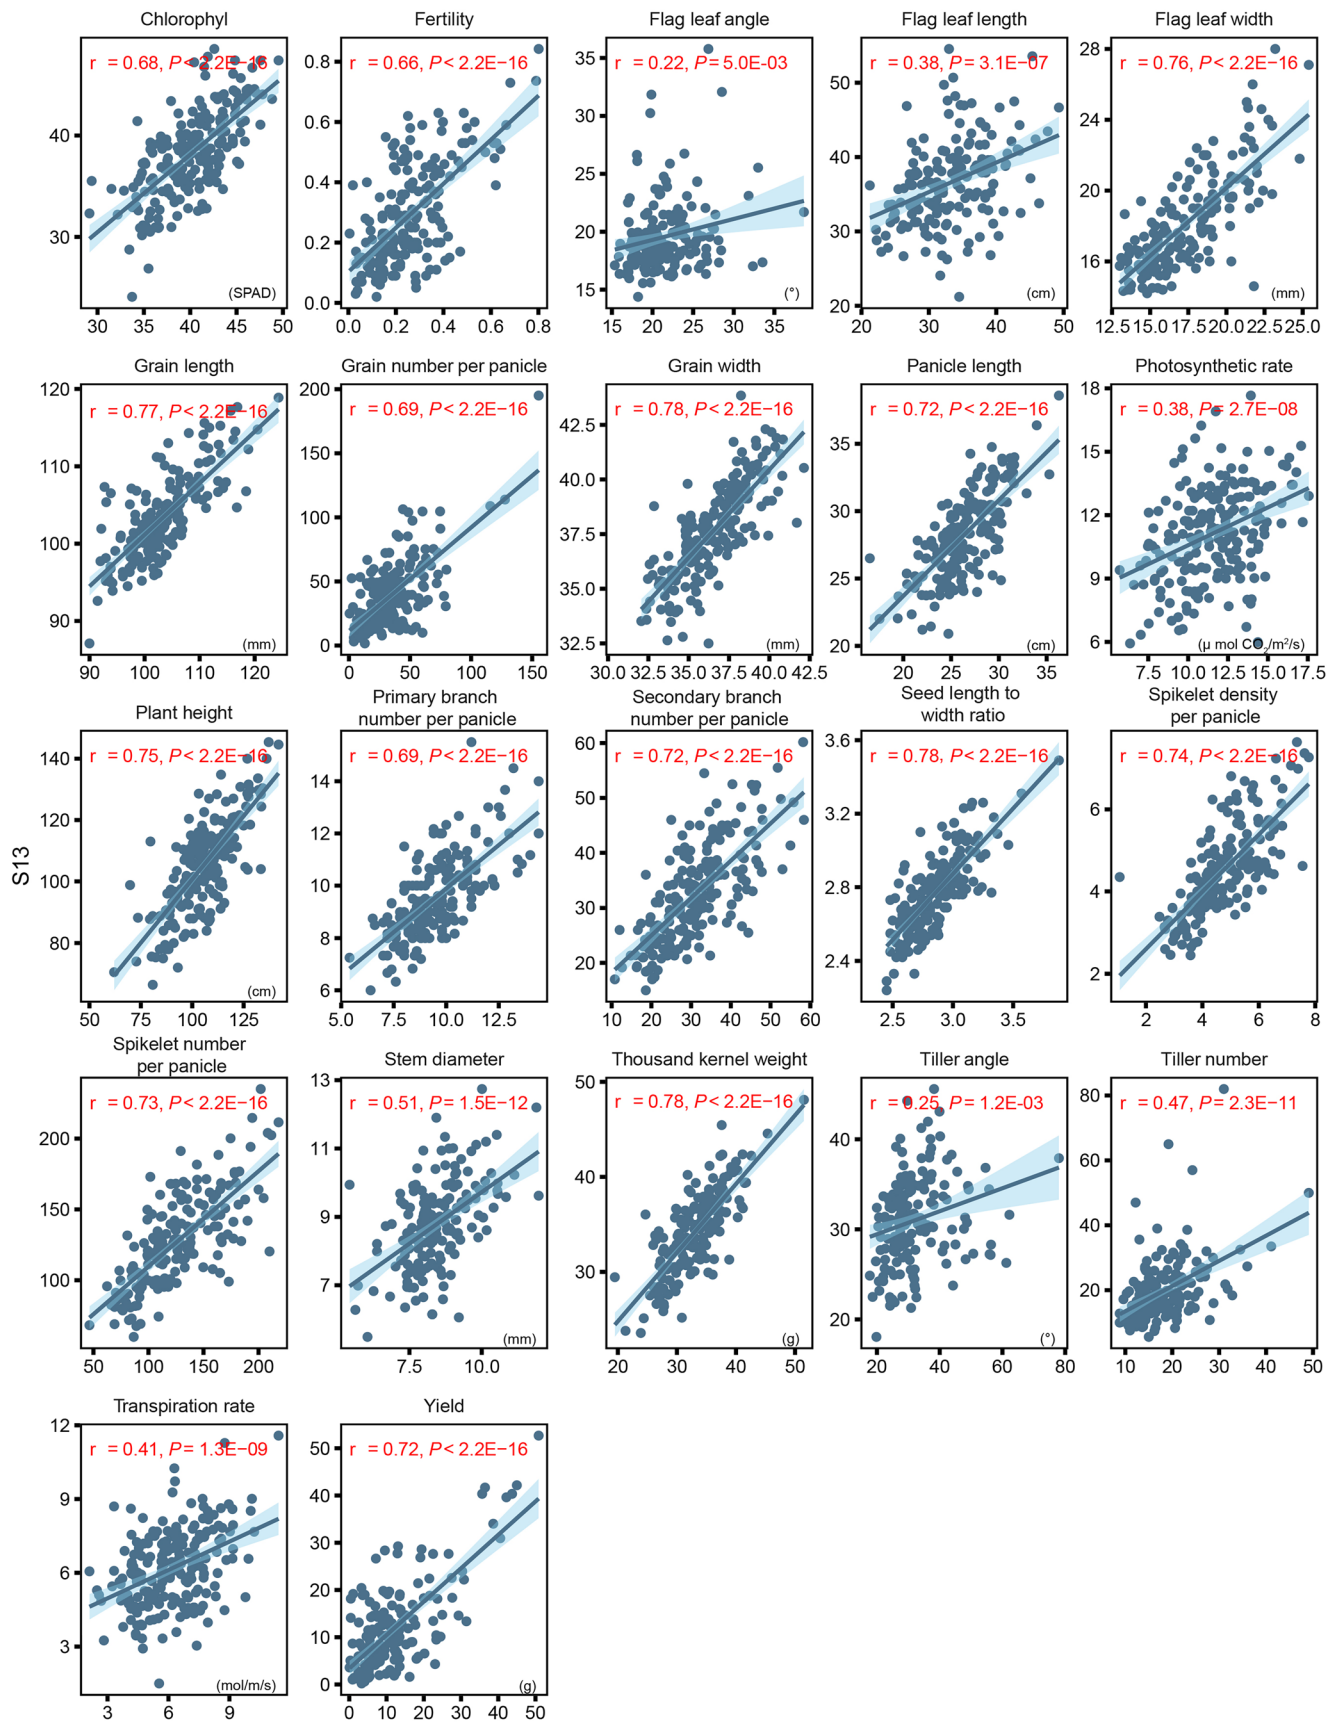 Chlorophyl
r = 0.68, P < 2.2E−16
40
30
(SPAD)
30 35 40 45 50
Fertility
r = 0.66, P < 2.2E−16
0.8
0.6
0.4
0.2
0.0
0.0 0.2 0.4 0.6 0.8
Flag leaf angle
r = 0.22, P = 5.0E-03
35
30
25
20
15
(°)
15 20 25 30 35
Flag leaf length
r = 0.38, P = 3.1E−07
50
40
30
20
(cm)
20 30 40 50
Flag leaf width
r = 0.76, P < 2.2E−16
28
24
20
16
(mm)
12.5 15.0 17.5 20.0 22.5 25.0
Grain length
r = 0.77, P < 2.2E−16
120
110
100
90
(mm)
90 100 110 120
Grain number per panicle
r = 0.69, P < 2.2E−16
200
150
100
50
0
0 50 100 150
Grain width
r = 0.78, P < 2.2E−16
42.5
40.0
37.5
35.0
32.5
(mm)
30.0 32.5 35.0 37.5 40.0 42.5
Panicle length
r = 0.72, P < 2.2E−16
35
30
25
20
(cm)
20 25 30 35
Photosynthetic rate
r = 0.38, P = 2.7E−08
18
15
12
9
6
(μ mol CO2/m²/s)
7.5 10.0 12.5 15.0 17.5
S13
Plant height
r = 0.75, P < 2.2E−16
140
120
100
80
(cm)
50 75 100 125
Primary branch
number per panicle
r = 0.69, P < 2.2E−16
14
12
10
8
6
5.0 7.5 10.0 12.5
Secondary branch
number per panicle
r = 0.72, P < 2.2E−16
60
50
40
30
20
10 20 30 40 50 60
Seed length to
width ratio
r = 0.78, P < 2.2E−16
3.6
3.2
2.8
2.4
2.5 3.0 3.5
Spikelet density
per panicle
r = 0.74, P < 2.2E−16
6
4
2
2 4 6 8
Spikelet number
per panicle
r = 0.73, P < 2.2E−16
200
150
100
50 100 150 200
Stem diameter
r = 0.51, P = 1.5E−12
13
11
9
7
(mm)
7.5 10.0
Thousand kernel weight
r = 0.78, P < 2.2E−16
50
40
30
(g)
20 30 40 50
Tiller angle
r = 0.25, P = 1.2E-03
40
30
20
(°)
20 40 60 80
Tiller number
r = 0.47, P = 2.3E−11
80
60
40
20
10 20 30 40 50
Transpiration rate
r = 0.41, P = 1.3E−09
12
9
6
3
(mol/m/s)
3 6 9
Yield
r = 0.72, P < 2.2E−16
50
40
30
20
10
0
(g)
0 10 20 30 40 50